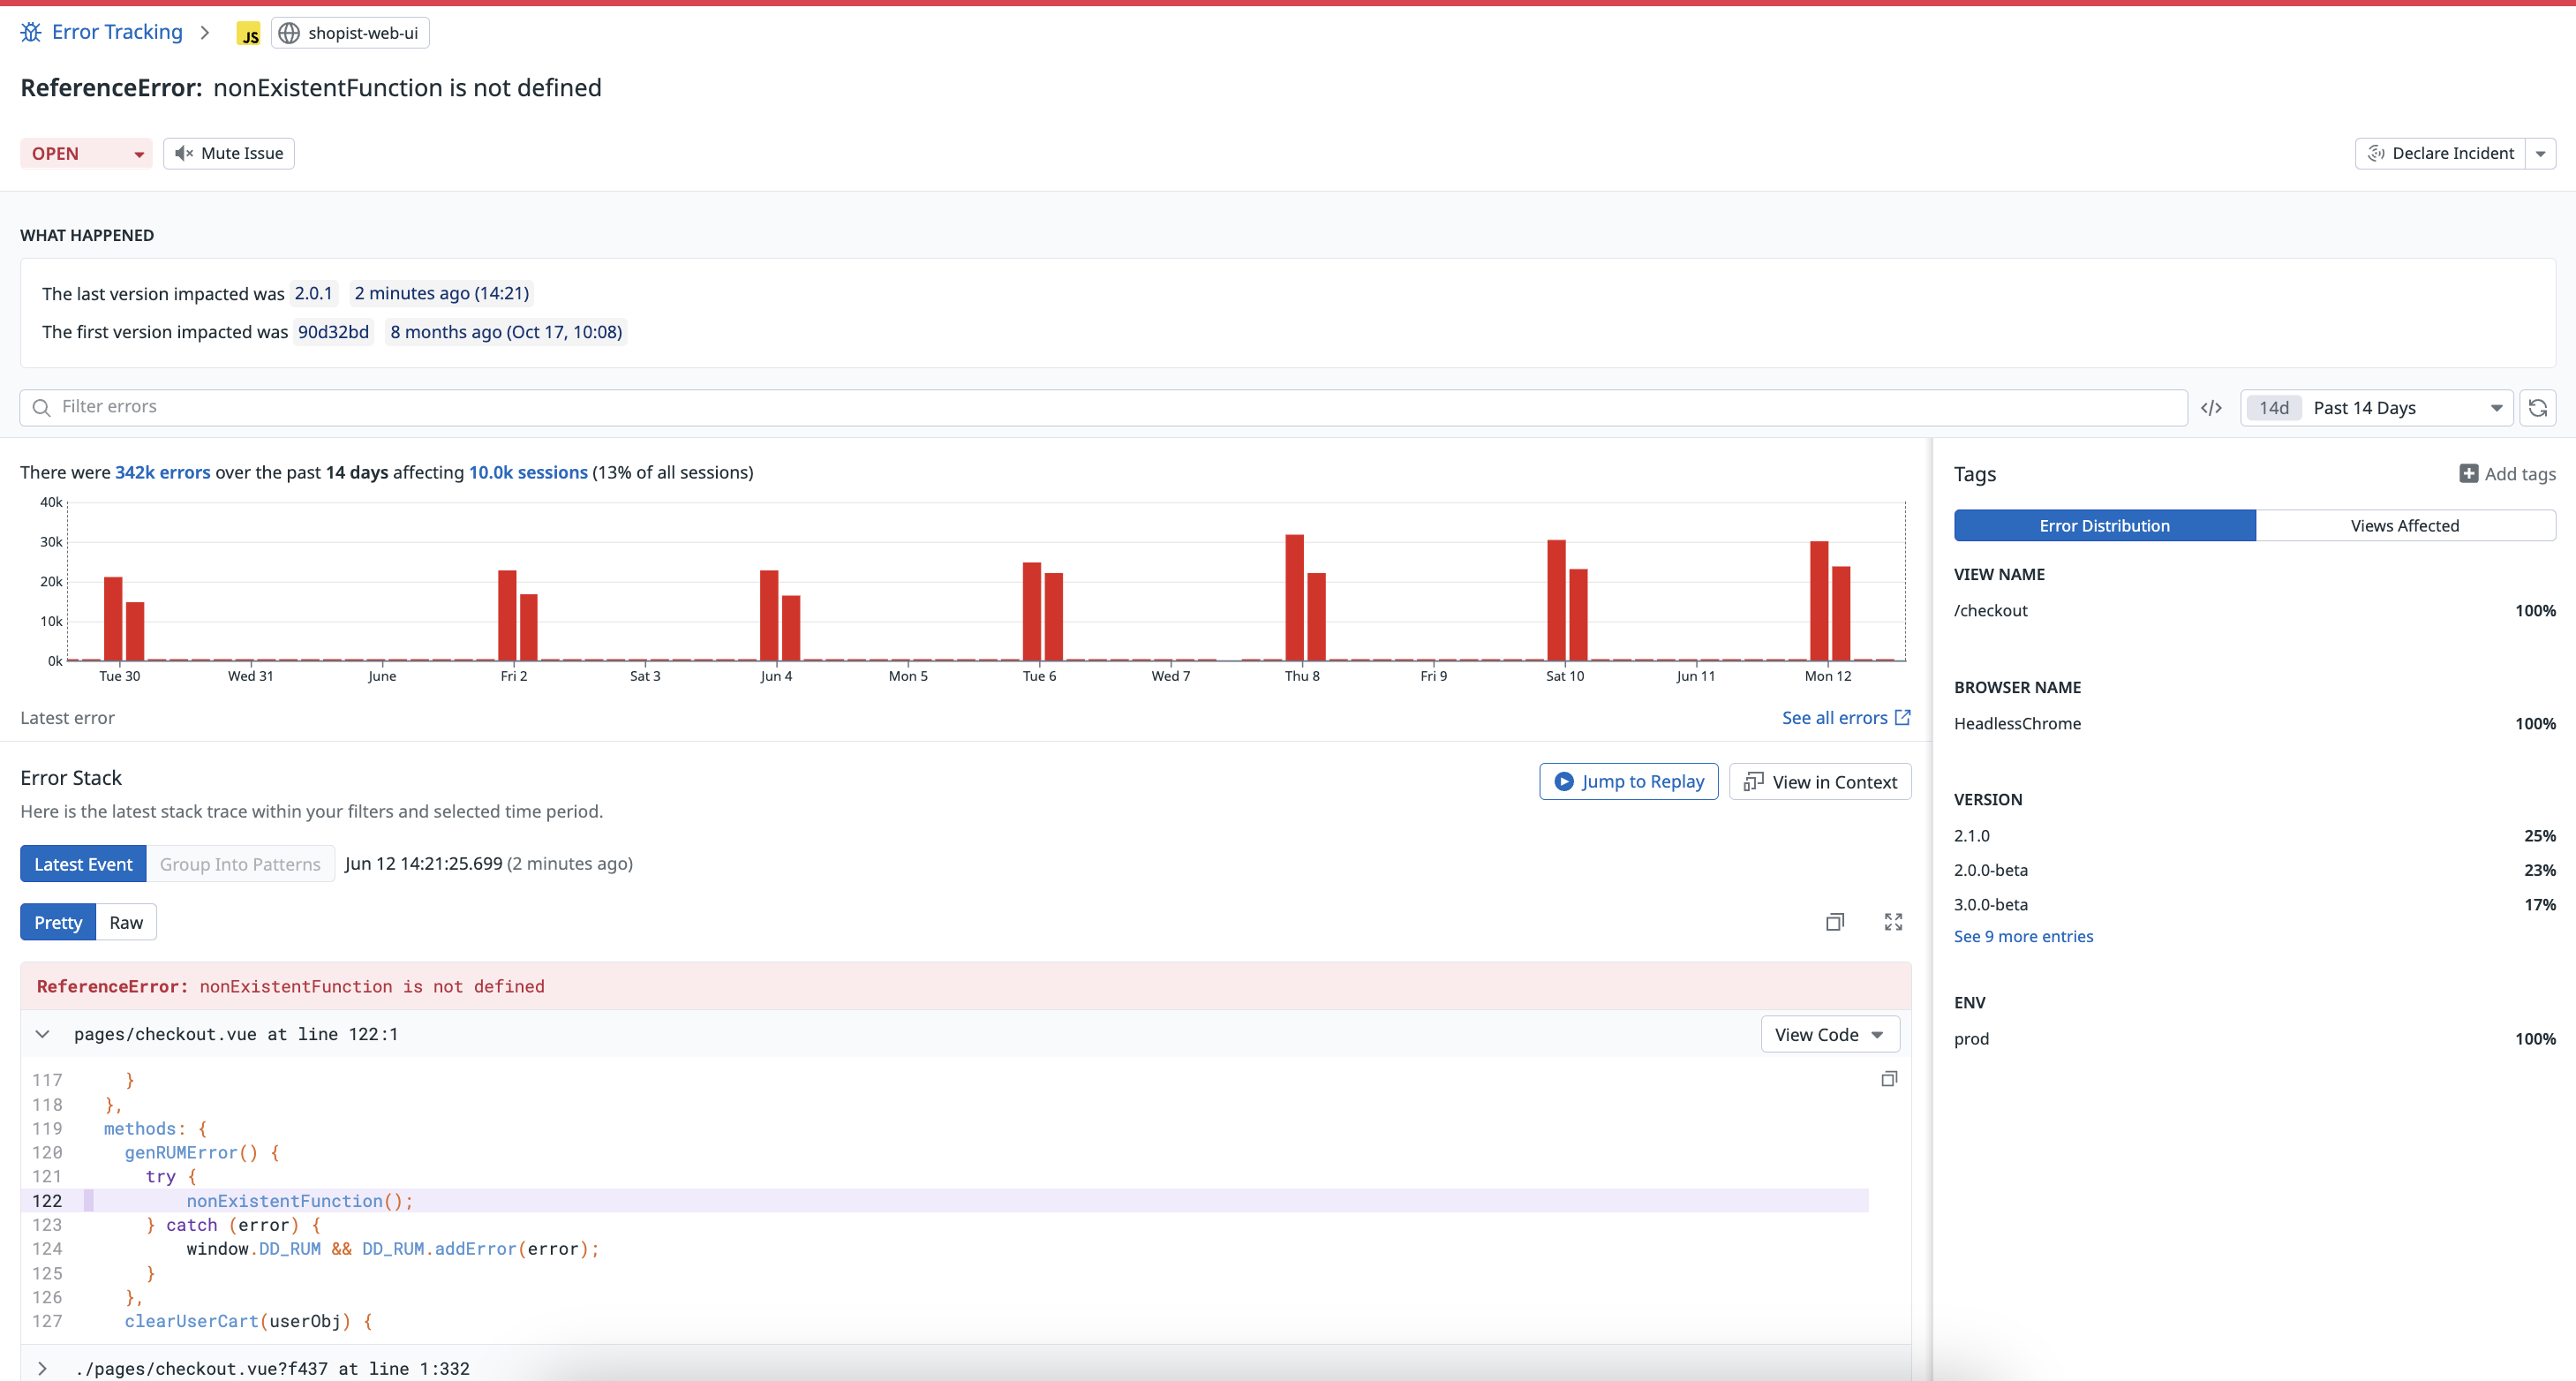 Error Tracking > JS shopist-web-ui
ReferenceError: nonExistentFunction is not defined
OPEN Mute Issue Declare Incident
WHAT HAPPENED
The last version impacted was 2.0.1 2 minutes ago (14:21)
The first version impacted was 90d32bd 8 months ago (Oct 17, 10:08)
Filter errors </> 14d Past 14 Days
There were 342k errors over the past 14 days affecting 10.0k sessions (13% of all sessions)
40k
30k
20k
10k
0k
Tue 30 Wed 31 June Fri 2 Sat 3 Jun 4 Mon 5 Tue 6 Wed 7 Thu 8 Fri 9 Sat 10 Jun 11 Mon 12
Latest error See all errors
Error Stack Jump to Replay View in Context
Here is the latest stack trace within your filters and selected time period.
Latest Event Group Into Patterns Jun 12 14:21:25.699 (2 minutes ago)
Pretty Raw
ReferenceError: nonExistentFunction is not defined
pages/checkout.vue at line 122:1 View Code
117 }
118 },
119 methods: {
120 genRUMError() {
121 try {
122 nonExistentFunction();
123 } catch (error) {
124 window.DD_RUM && DD_RUM.addError(error);
125 }
126 },
127 clearUserCart(userObj) {
./pages/checkout.vue?f437 at line 1:332
Tags Add tags
Error Distribution Views Affected
VIEW NAME
/checkout 100%
BROWSER NAME
HeadlessChrome 100%
VERSION
2.1.0 25%
2.0.0-beta 23%
3.0.0-beta 17%
See 9 more entries
ENV
prod 100%